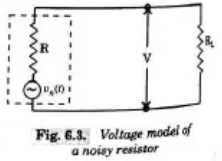 R
V
R_L
v_n(t)
Fig. 6.3. Voltage model of
a noisy resistor